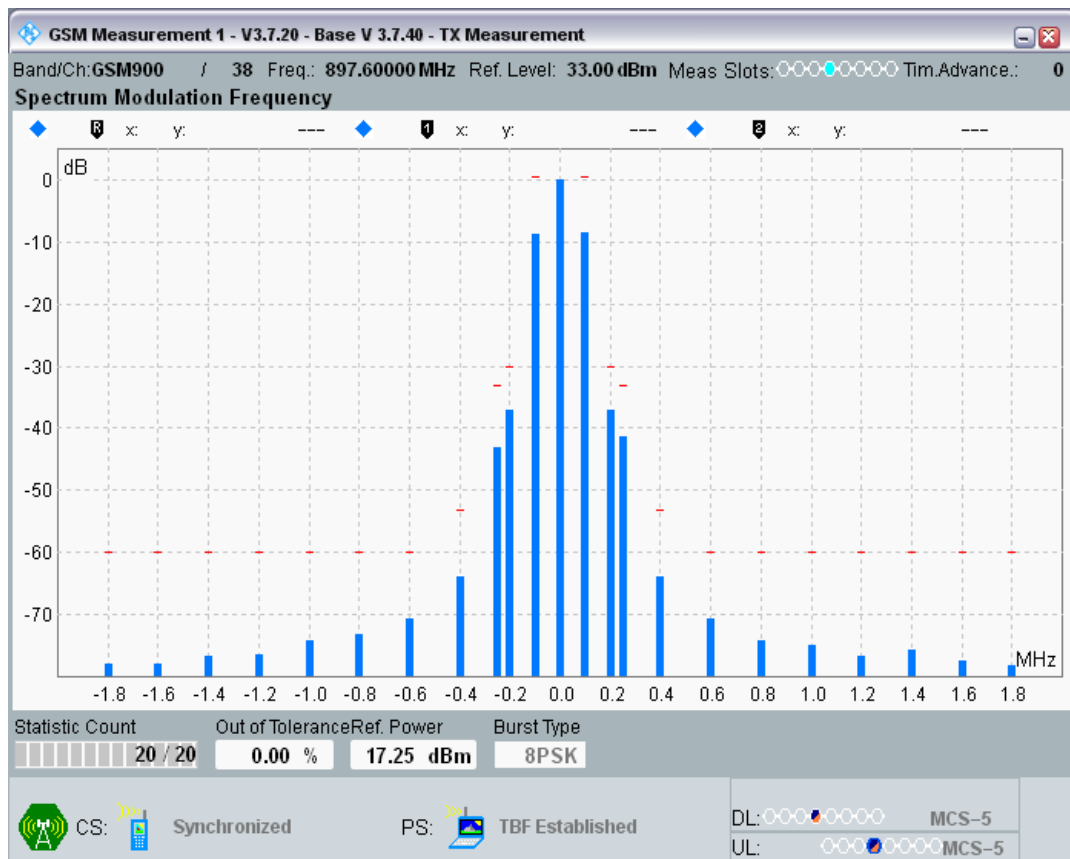 GSM Measurement 1 - V3.7.20 - Base V 3.7.40 - TX Measurement
Band/Ch:GSM900 / 38 Freq.: 897.60000 MHz Ref. Level: 33.00 dBm Meas Slots: Tim.Advance.: 0
Spectrum Modulation Frequency
R x: y: --- 1 x: y: --- 2 x: y: ---
dB
0
-10
-20
-30
-40
-50
-60
-70
MHz
-1.8 -1.6 -1.4 -1.2 -1.0 -0.8 -0.6 -0.4 -0.2 0.0 0.2 0.4 0.6 0.8 1.0 1.2 1.4 1.6 1.8
Statistic Count Out of Tolerance Ref. Power Burst Type
20 / 20 0.00 % 17.25 dBm 8PSK
CS: Synchronized PS: TBF Established DL: MCS-5
UL: MCS-5